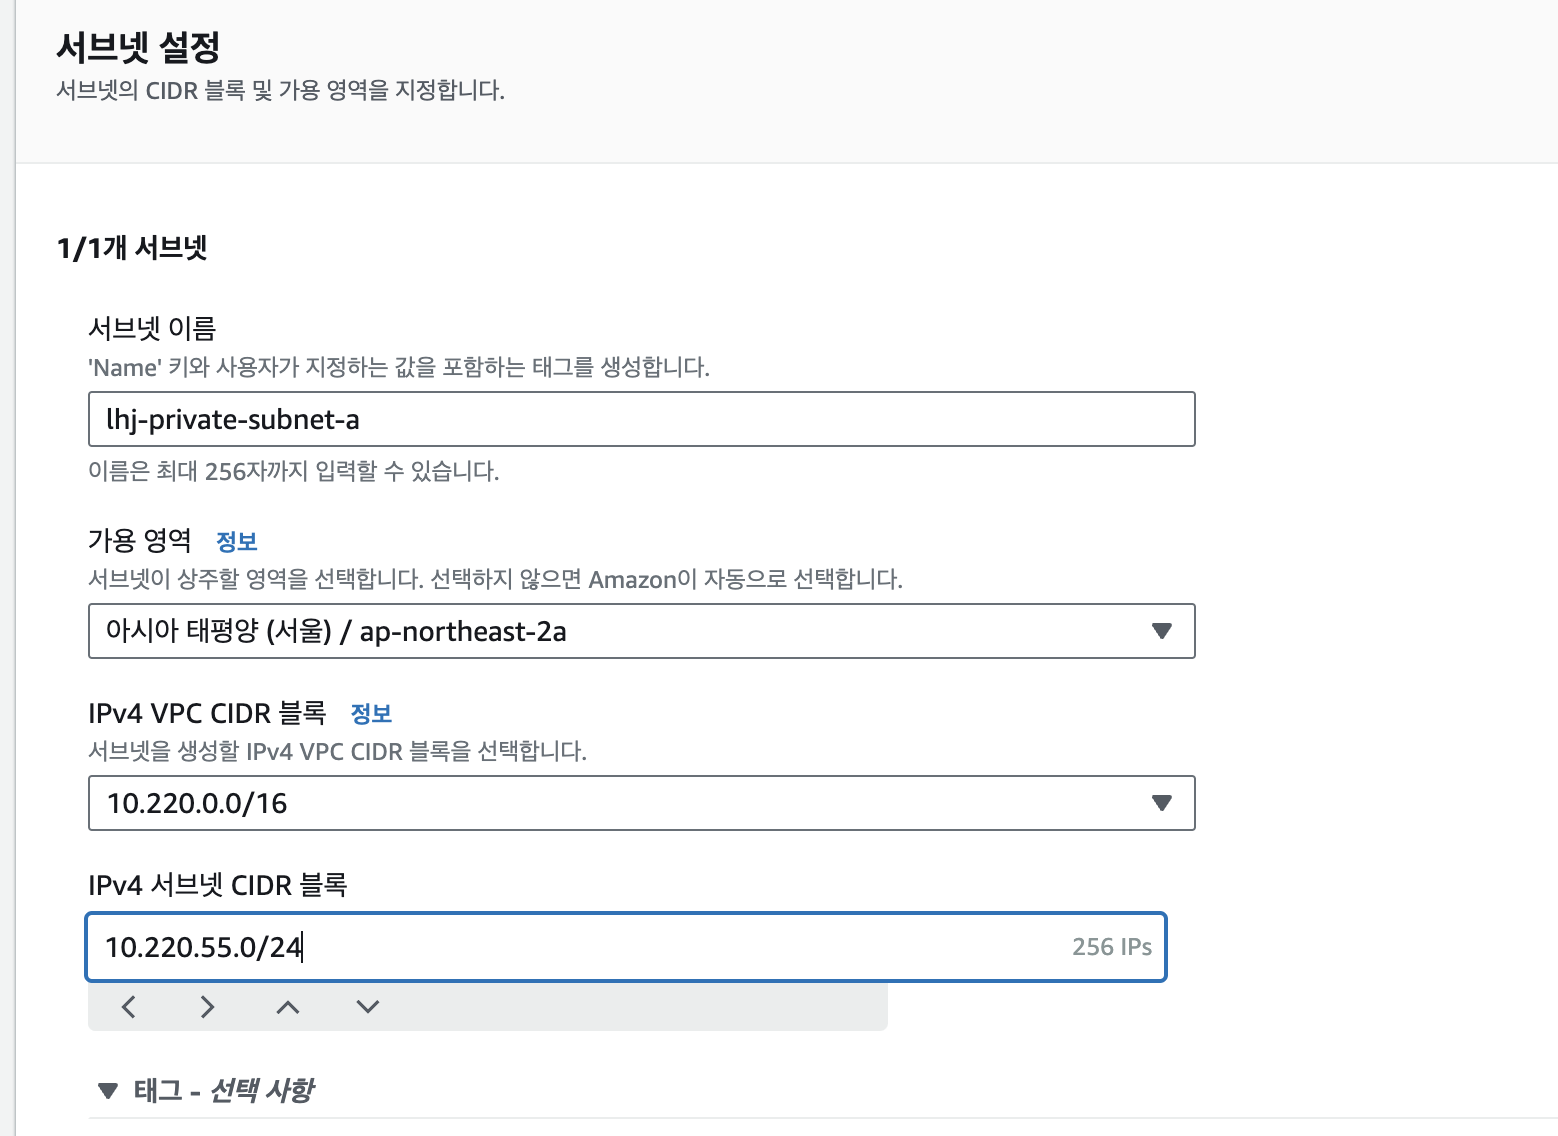 서브넷 설정
서브넷의 CIDR 블록 및 가용 영역을 지정합니다.
1/1개 서브넷
서브넷 이름
'Name' 키와 사용자가 지정하는 값을 포함하는 태그를 생성합니다.
lhj-private-subnet-a
이름은 최대 256자까지 입력할 수 있습니다.
가용 영역 정보
서브넷이 상주할 영역을 선택합니다. 선택하지 않으면 Amazon이 자동으로 선택합니다.
아시아 태평양 (서울) / ap-northeast-2a
IPv4 VPC CIDR 블록 정보
서브넷을 생성할 IPv4 VPC CIDR 블록을 선택합니다.
10.220.0.0/16
IPv4 서브넷 CIDR 블록
10.220.55.0/24 256 IPs
태그 - 선택 사항